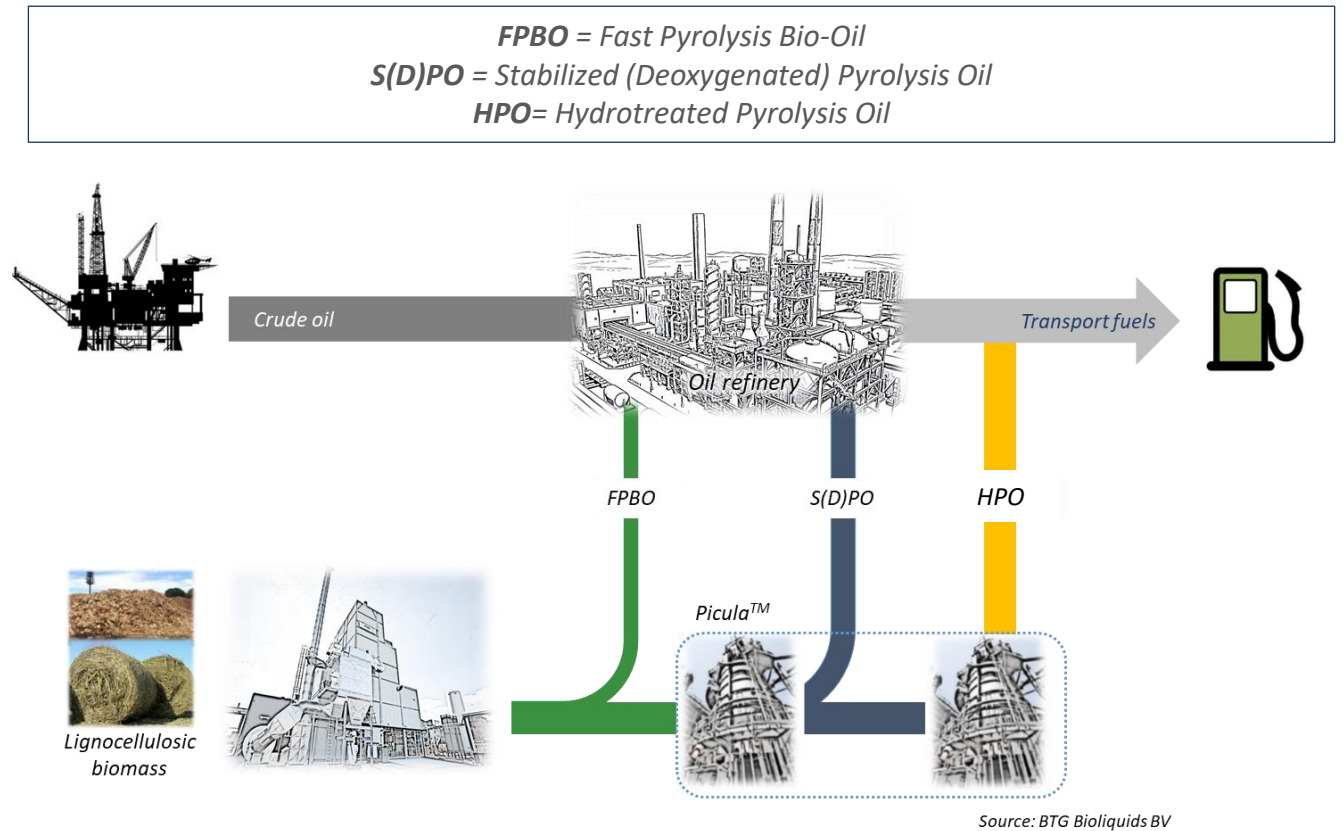 FPBO = Fast Pyrolysis Bio-Oil
S(D)PO = Stabilized (Deoxygenated) Pyrolysis Oil
HPO= Hydrotreated Pyrolysis Oil
Crude oil
Transport fuels
Oil refinery
FPBO
S(D)PO
HPO
Picula™
Lignocellulosic
biomass
Source: BTG Bioliquids BV